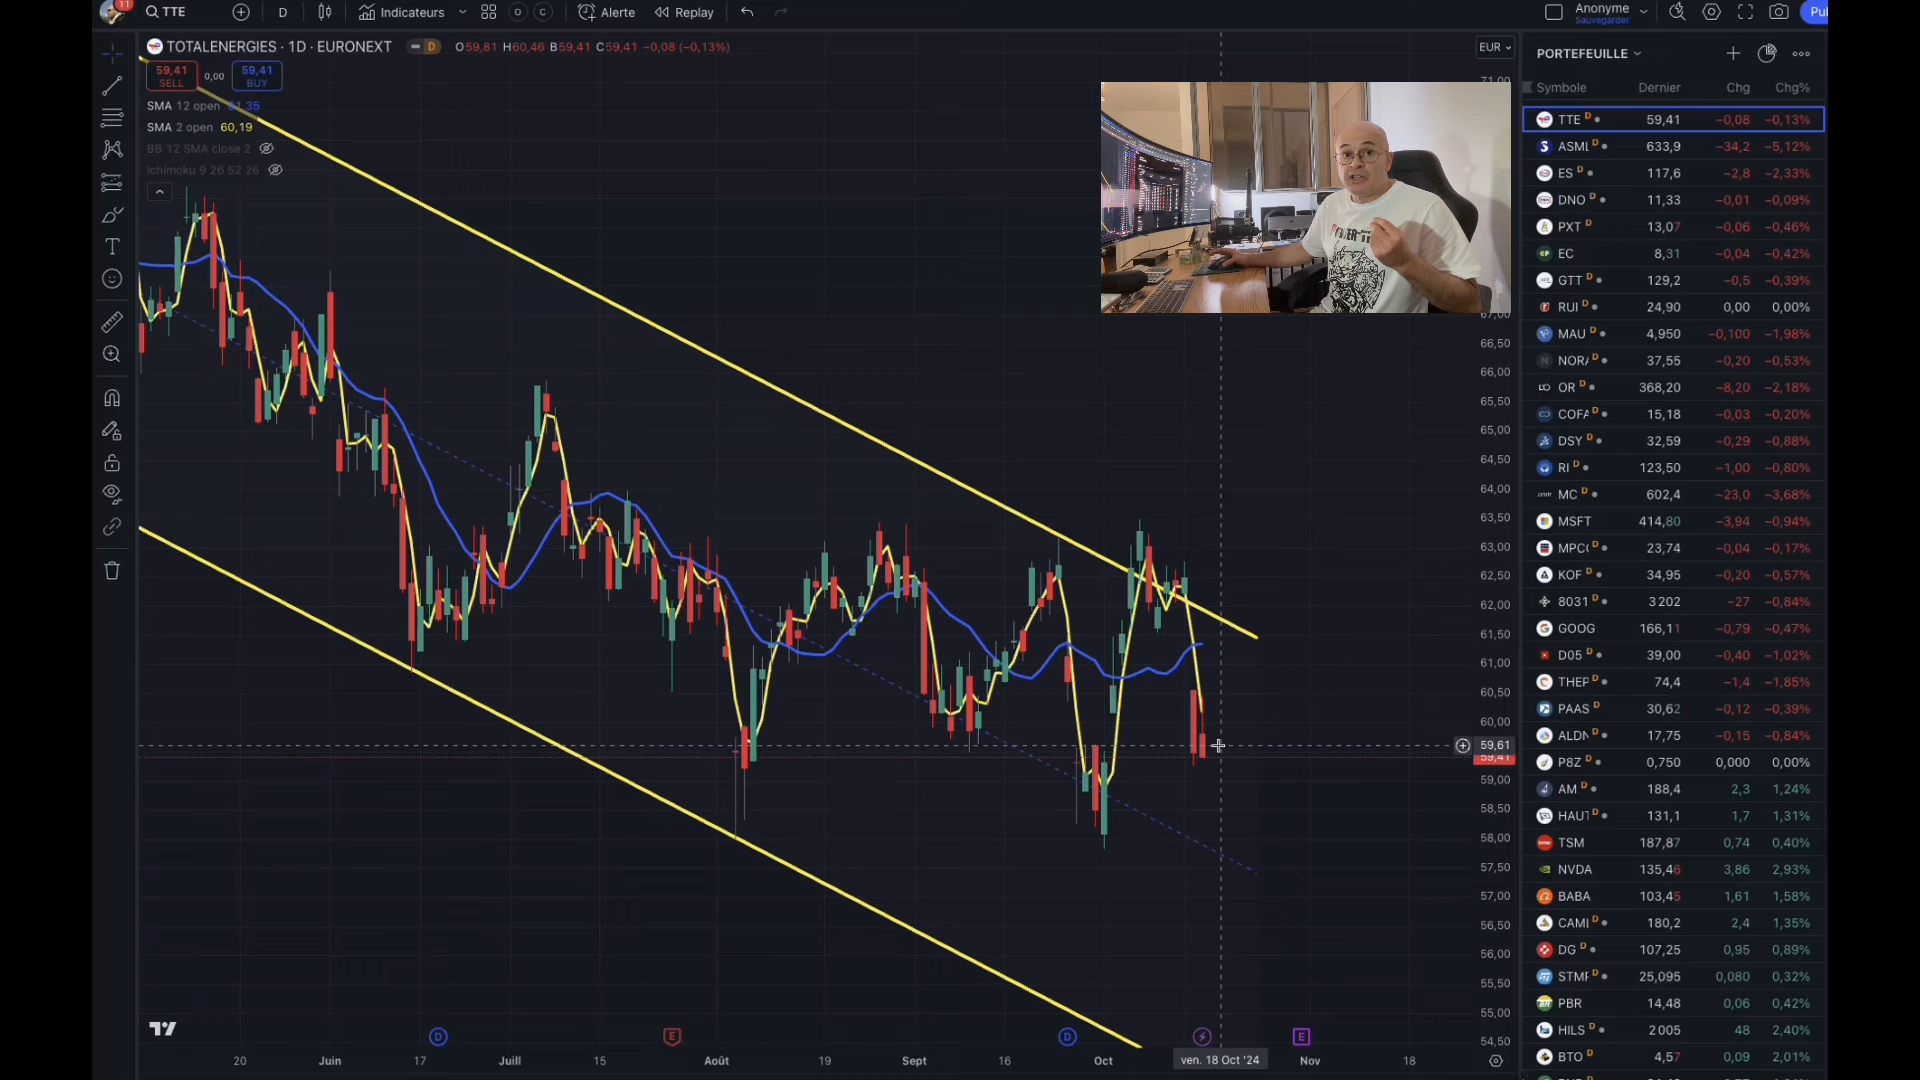 11 TTE D Indicateurs O C Alerte Replay Anonyme Sauvegarder
TOTALENERGIES · 1D · EURONEXT D O59,81 H60,46 B59,41 C59,41 −0,08 (−0,13%) EUR
59,41 SELL 0,00 59,41 BUY
SMA 12 open 61,35
SMA 2 open 60,19
BB 12 SMA close 2
Ichimoku 9 26 52 26
67,00
66,50
66,00
65,50
65,00
64,50
64,00
63,50
63,00
62,50
62,00
61,50
61,00
60,50
60,00
59,61
59,41
59,00
58,50
58,00
57,50
57,00
56,50
56,00
55,50
55,00
54,50
D E D E
20 Juin 17 Juill 15 Août 19 Sept 16 Oct ven. 18 Oct '24 Nov 18
PORTEFEUILLE
Symbole Dernier Chg Chg%
TTE D 59,41 −0,08 −0,13%
ASML D 633,9 −34,2 −5,12%
ES D 117,6 −2,8 −2,33%
DNO D 11,33 −0,01 −0,09%
PXT D 13,07 −0,06 −0,46%
EC 8,31 −0,04 −0,42%
GTT D 129,2 −0,5 −0,39%
RUI D 24,90 0,00 0,00%
MAU D 4,950 −0,100 −1,98%
NORA D 37,55 −0,20 −0,53%
OR D 368,20 −8,20 −2,18%
COFA D 15,18 −0,03 −0,20%
DSY D 32,59 −0,29 −0,88%
RI D 123,50 −1,00 −0,80%
MC D 602,4 −23,0 −3,68%
MSFT 414,80 −3,94 −0,94%
MPCC D 23,74 −0,04 −0,17%
KOF D 34,95 −0,20 −0,57%
8031 D 3 202 −27 −0,84%
GOOG 166,11 −0,79 −0,47%
D05 D 39,00 −0,40 −1,02%
THEP D 74,4 −1,4 −1,85%
PAAS D 30,62 −0,12 −0,39%
ALDN D 17,75 −0,15 −0,84%
P8Z D 0,750 0,000 0,00%
AM D 188,4 2,3 1,24%
HAUT D 131,1 1,7 1,31%
TSM 187,87 0,74 0,40%
NVDA 135,46 3,86 2,93%
BABA 103,45 1,61 1,58%
CAMI D 180,2 2,4 1,35%
DG D 107,25 0,95 0,89%
STMP D 25,095 0,080 0,32%
PBR 14,48 0,06 0,42%
HILS D 2 005 48 2,40%
BTO D 4,57 0,09 2,01%